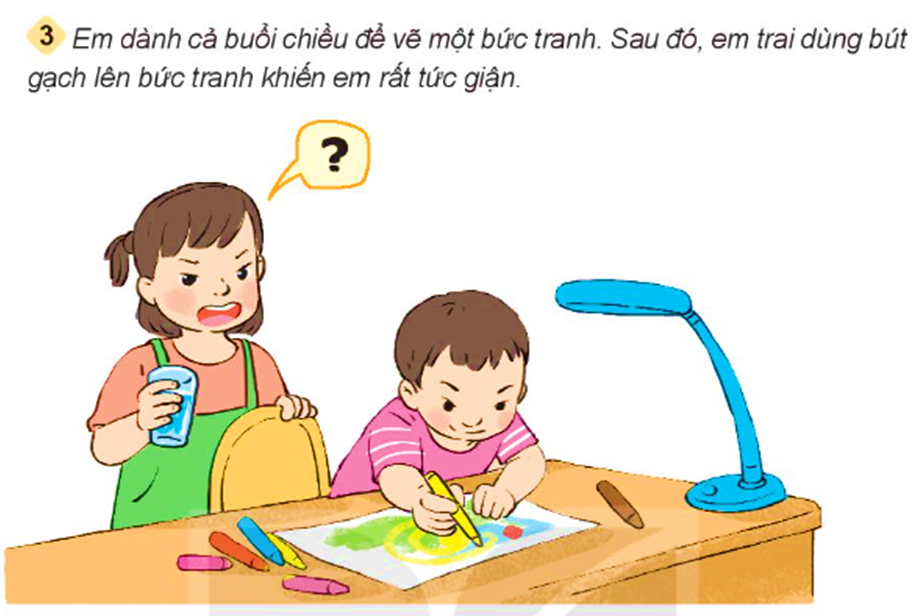 3 Em dành cả buổi chiều để vẽ một bức tranh. Sau đó, em trai dùng bút
gạch lên bức tranh khiến em rất tức giận.
?